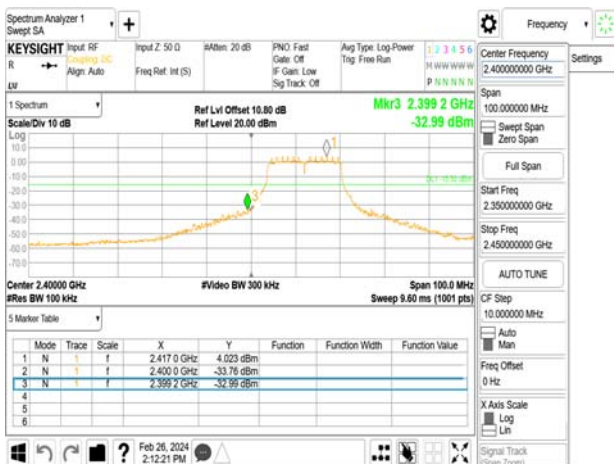 Spectrum Analyzer 1
Swept SA
+
Frequency
KEYSIGHT Input: RF Input Z: 50 Ω #Atten: 20 dB PNO: Fast Avg Type: Log-Power 1 2 3 4 5 6
R Coupling: DC Gate: Off Trig: Free Run M W W W W W
Align: Auto Freq Ref: Int (S) IF Gain: Low
Sig Track: Off P N N N N N
Center Frequency
2.400000000 GHz
Settings
Span
100.000000 MHz
Swept Span
Zero Span
Full Span
Start Freq
2.350000000 GHz
Stop Freq
2.450000000 GHz
AUTO TUNE
CF Step
10.000000 MHz
Auto
Man
Freq Offset
0 Hz
X Axis Scale
Log
Lin
Signal Track
(Span Zoom)
1 Spectrum
Scale/Div 10 dB
Ref Lvl Offset 10.80 dB
Ref Level 20.00 dBm
Mkr3 2.399 2 GHz
-32.99 dBm
Log
10.0
0.00
-10.0
-20.0
-30.0
-40.0
-50.0
-60.0
-70.0
1
3
Center 2.40000 GHz #Video BW 300 kHz Span 100.0 MHz
#Res BW 100 kHz Sweep 9.60 ms (1001 pts)
5 Marker Table
Mode Trace Scale X Y Function Function Width Function Value
1 N 1 f 2.417 0 GHz 4.023 dBm
2 N 1 f 2.400 0 GHz -33.76 dBm
3 N 1 f 2.399 2 GHz -32.99 dBm
4
5
6
?
Feb 26, 2024
2:12:21 PM